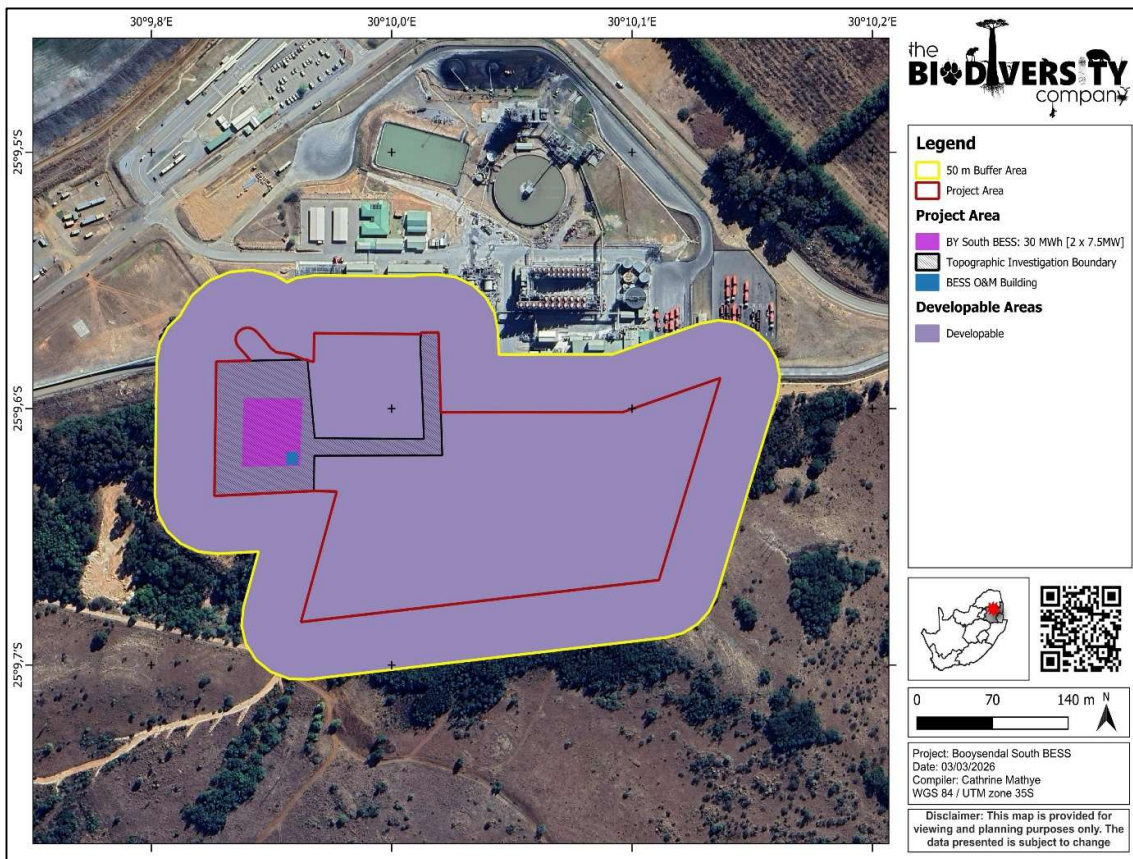 30°9,8'E 30°10,0'E 30°10,1'E 30°10,2'E
25°9,5'S
25°9,6'S
25°9,7'S
the
BIODIVERSITY
company
Legend
50 m Buffer Area
Project Area
Project Area
BY South BESS: 30 MWh [2 x 7.5MW]
Topographic Investigation Boundary
BESS O&M Building
Developable Areas
Developable
0 70 140 m N
Project: Booysendal South BESS
Date: 03/03/2026
Compiler: Cathrine Mathye
WGS 84 / UTM zone 35S
Disclaimer: This map is provided for
viewing and planning purposes only. The
data presented is subject to change